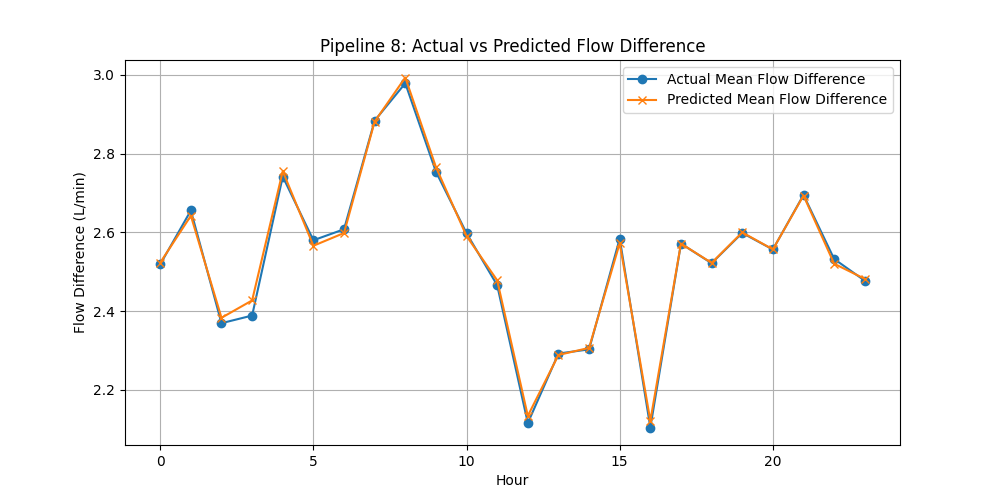 Pipeline 8: Actual vs Predicted Flow Difference
Actual Mean Flow Difference
Predicted Mean Flow Difference
Flow Difference (L/min)
3.0
2.8
2.6
2.4
2.2
0 5 10 15 20
Hour